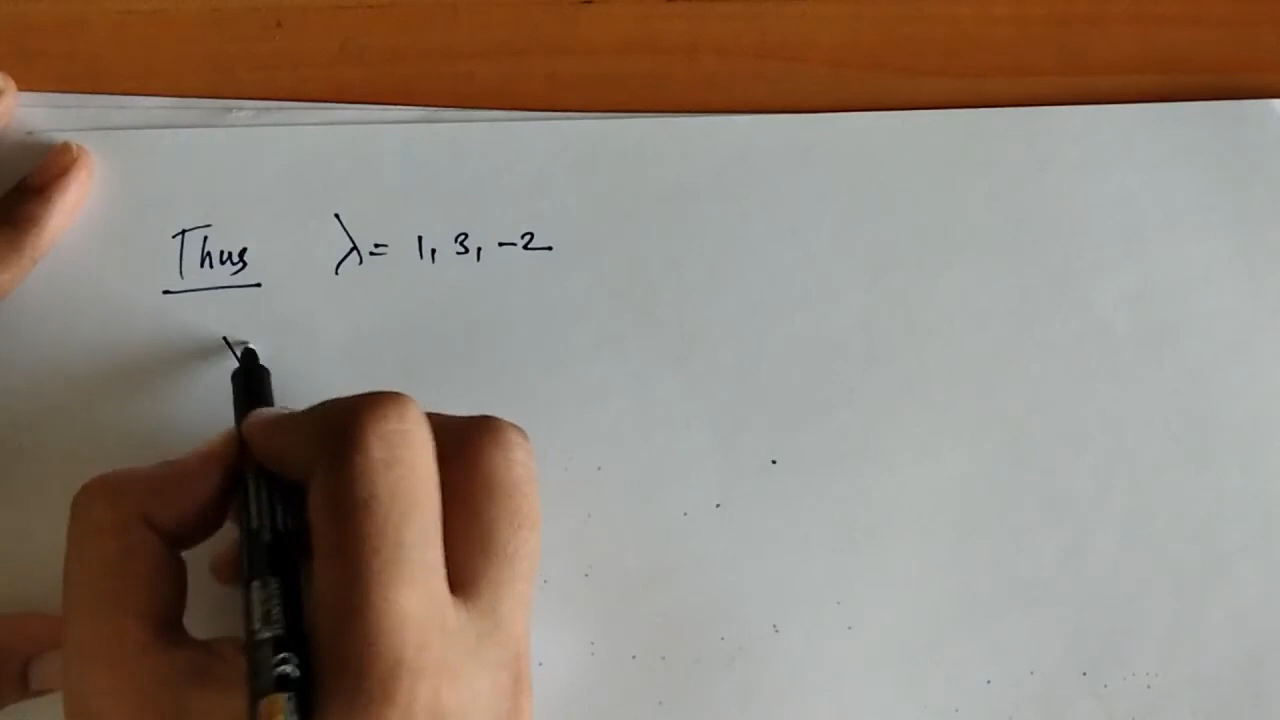 Thus λ = 1, 3, -2